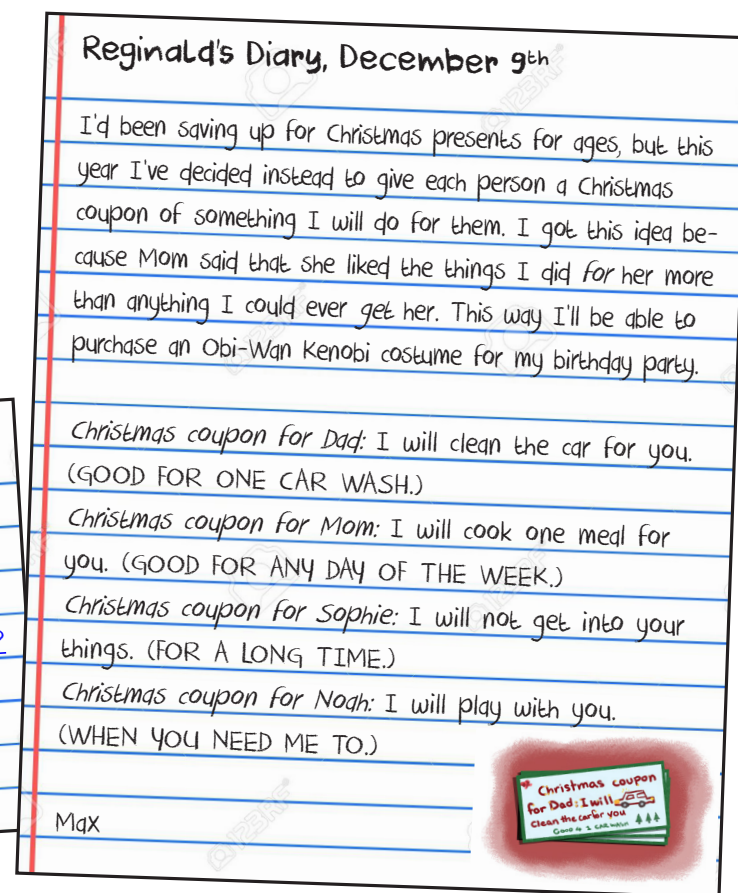 Reginald's Diary, December 9th
I'd been saving up for Christmas presents for ages, but this
year I've decided instead to give each person a Christmas
coupon of something I will do for them. I got this idea be-
cause Mom said that she liked the things I did for her more
than anything I could ever get her. This way I'll be able to
purchase an Obi-Wan Kenobi costume for my birthday party.
Christmas coupon for Dad: I will clean the car for you.
(GOOD FOR ONE CAR WASH.)
Christmas coupon for Mom: I will cook one meal for
you. (GOOD FOR ANY DAY OF THE WEEK.)
Christmas coupon for Sophie: I will not get into your
things. (FOR A LONG TIME.)
Christmas coupon for Noah: I will play with you.
(WHEN YOU NEED ME TO.)
Christmas coupon
for Dad: I will
clean the car for you
Good 4 1 CAR WASH
Max